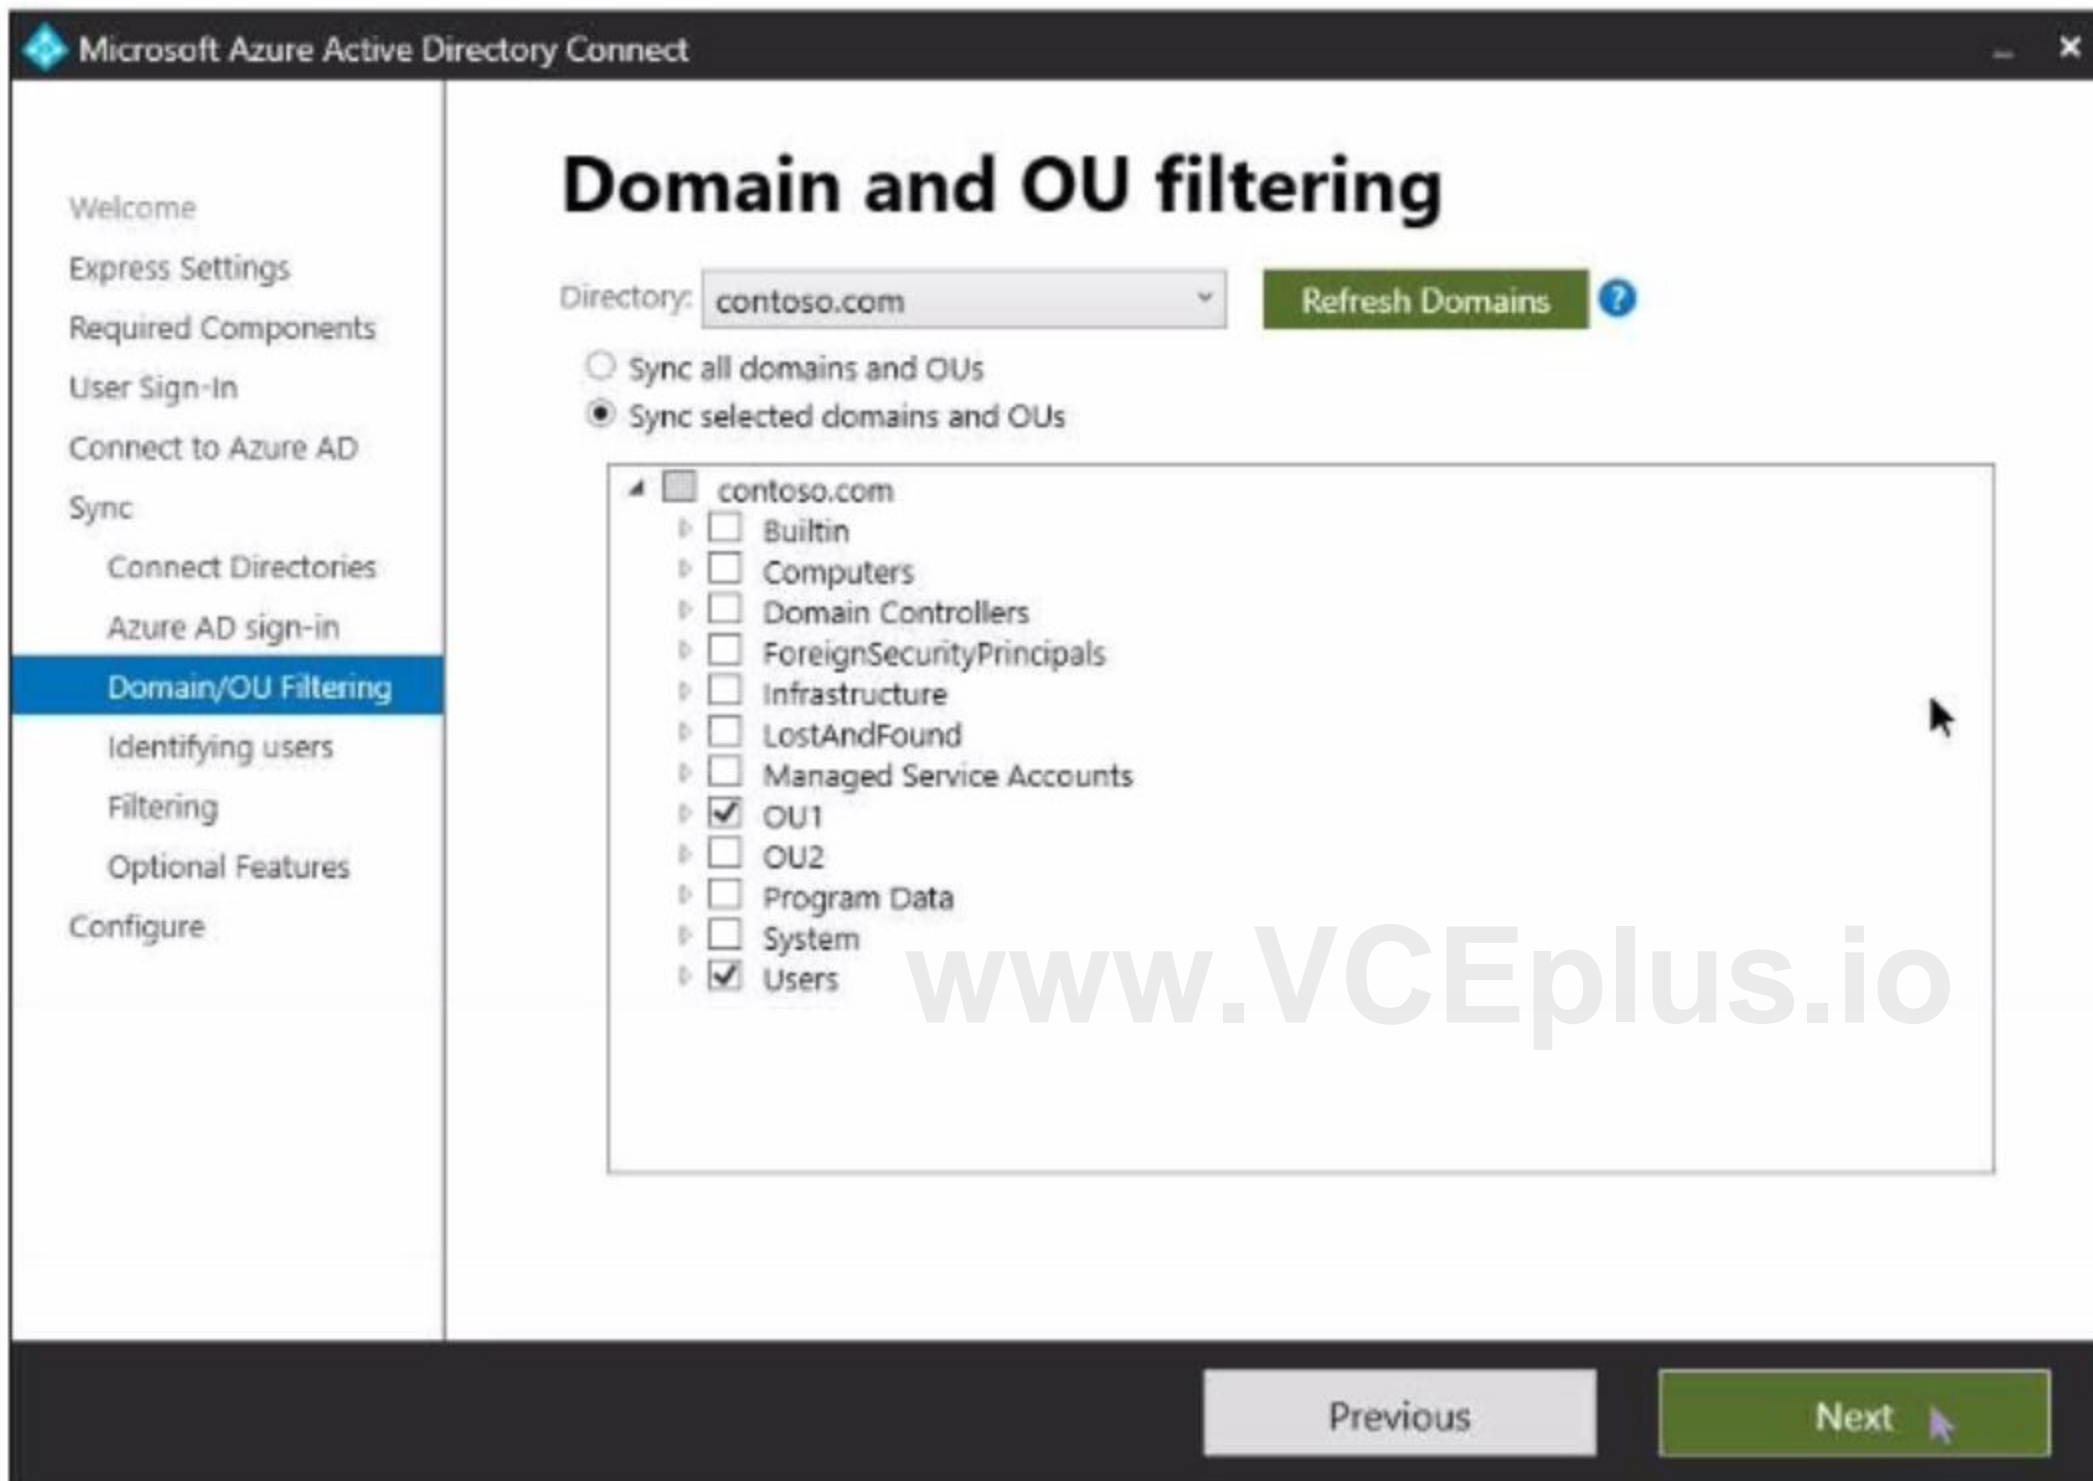 Microsoft Azure Active Directory Connect
Welcome
Express Settings
Required Components
User Sign-In
Connect to Azure AD
Sync
Connect Directories
Azure AD sign-in
Domain/OU Filtering
Identifying users
Filtering
Optional Features
Configure
Domain and OU filtering
Directory: contoso.com Refresh Domains ?
Sync all domains and OUs
Sync selected domains and OUs
contoso.com
Builtin
Computers
Domain Controllers
ForeignSecurityPrincipals
Infrastructure
LostAndFound
Managed Service Accounts
OU1
OU2
Program Data
System
Users
www.VCEplus.io
Previous Next